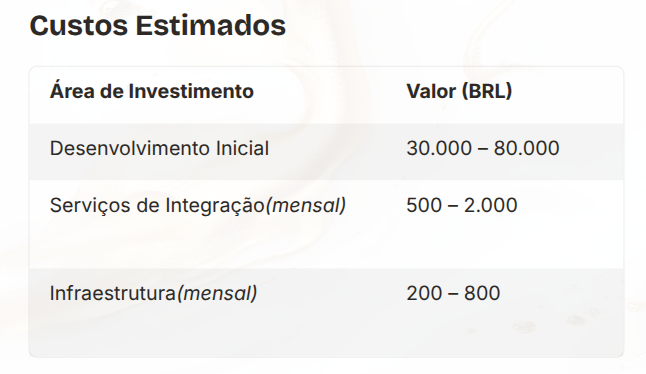 Custos Estimados
Área de Investimento Valor (BRL)
Desenvolvimento Inicial 30.000 – 80.000
Serviços de Integração(mensal) 500 – 2.000
Infraestrutura(mensal) 200 – 800